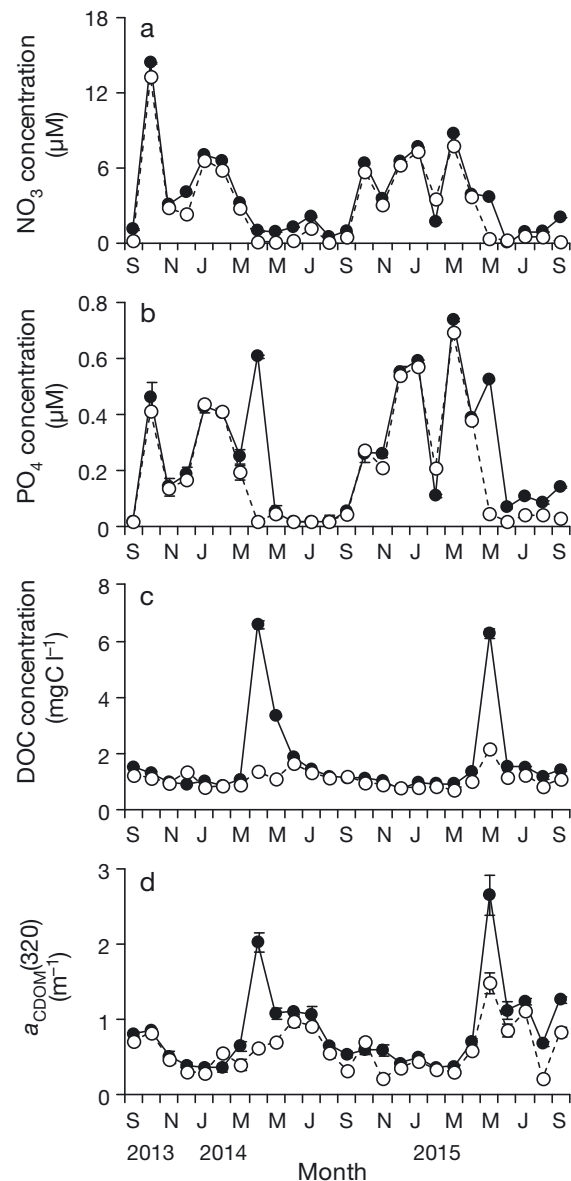 a
NO3 concentration
(µM)
18
12
6
0
S N J M M J S N J M M J S
b
PO4 concentration
(µM)
0.8
0.6
0.4
0.2
0
S N J M M J S N J M M J S
c
DOC concentration
(mgC l–1)
8
6
4
2
0
S N J M M J S N J M M J S
d
aCDOM(320)
(m–1)
3
2
1
0
S N J M M J S N J M M J S
2013 2014 2015
Month